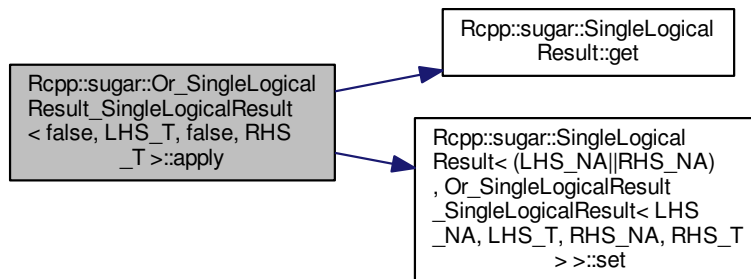 Rcpp::sugar::Or_SingleLogical
Result_SingleLogicalResult
< false, LHS_T, false, RHS
_T >::apply
Rcpp::sugar::SingleLogical
Result::get
Rcpp::sugar::SingleLogical
Result< (LHS_NA||RHS_NA)
, Or_SingleLogicalResult
_SingleLogicalResult< LHS
_NA, LHS_T, RHS_NA, RHS_T
> >::set